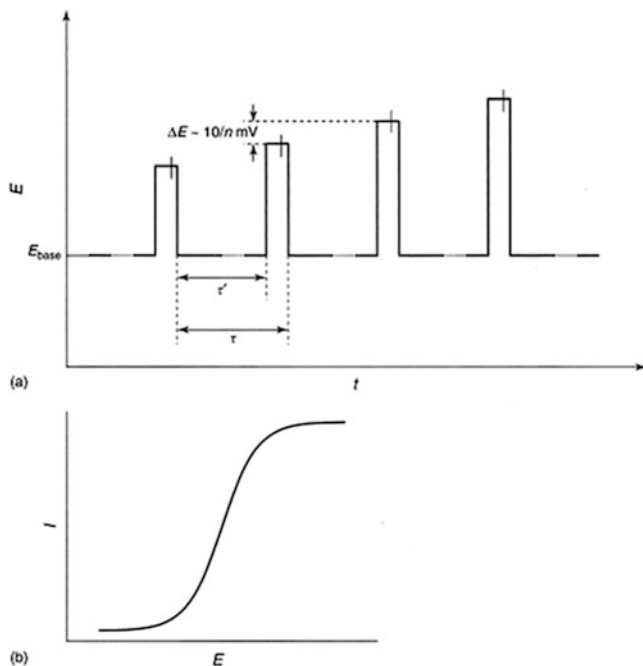 E
ΔE ~ 10/n mV
E_base
τ′
τ
(a)
t
I
(b)
E